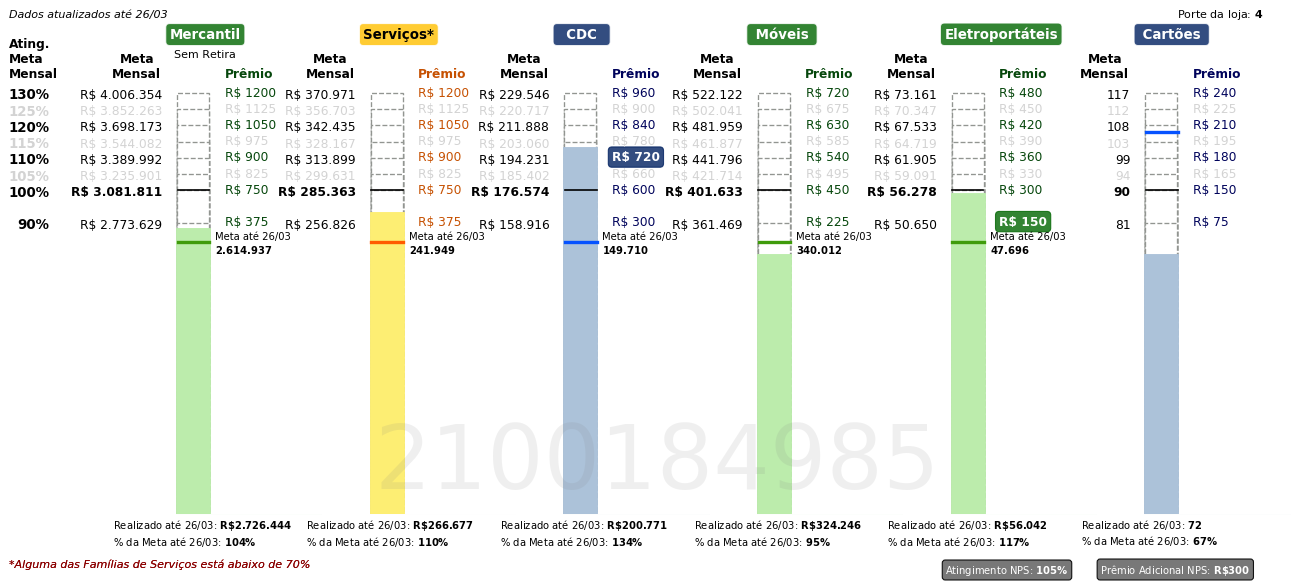 Dados atualizados até 26/03
Porte da loja: 4
Mercantil Serviços* CDC Móveis Eletroportáteis Cartões
Sem Retira
Ating. Meta Mensal
Meta Mensal Prêmio Meta Mensal Prêmio Meta Mensal Prêmio Meta Mensal Prêmio Meta Mensal Prêmio Meta Mensal Prêmio
130% R$ 4.006.354 R$ 1200 R$ 370.971 R$ 1200 R$ 229.546 R$ 960 R$ 522.122 R$ 720 R$ 73.161 R$ 480 117 R$ 240
125% R$ 3.852.263 R$ 1125 R$ 356.703 R$ 1125 R$ 220.717 R$ 900 R$ 502.041 R$ 675 R$ 70.347 R$ 450 112 R$ 225
120% R$ 3.698.173 R$ 1050 R$ 342.435 R$ 1050 R$ 211.888 R$ 840 R$ 481.959 R$ 630 R$ 67.533 R$ 420 108 R$ 210
115% R$ 3.544.082 R$ 975 R$ 328.167 R$ 975 R$ 203.060 R$ 780 R$ 461.877 R$ 585 R$ 64.719 R$ 390 103 R$ 195
110% R$ 3.389.992 R$ 900 R$ 313.899 R$ 900 R$ 194.231 R$ 720 R$ 441.796 R$ 540 R$ 61.905 R$ 360 99 R$ 180
105% R$ 3.235.901 R$ 825 R$ 299.631 R$ 825 R$ 185.402 R$ 660 R$ 421.714 R$ 495 R$ 59.091 R$ 330 94 R$ 165
100% R$ 3.081.811 R$ 750 R$ 285.363 R$ 750 R$ 176.574 R$ 600 R$ 401.633 R$ 450 R$ 56.278 R$ 300 90 R$ 150
90% R$ 2.773.629 R$ 375 R$ 256.826 R$ 375 R$ 158.916 R$ 300 R$ 361.469 R$ 225 R$ 50.650 R$ 150 81 R$ 75
Meta até 26/03 Meta até 26/03 Meta até 26/03 Meta até 26/03 Meta até 26/03
2.614.937 241.949 149.710 340.012 47.696
2100184985
Realizado até 26/03: R$2.726.444 Realizado até 26/03: R$266.677 Realizado até 26/03: R$200.771 Realizado até 26/03: R$324.246 Realizado até 26/03: R$56.042 Realizado até 26/03: 72
% da Meta até 26/03: 104% % da Meta até 26/03: 110% % da Meta até 26/03: 134% % da Meta até 26/03: 95% % da Meta até 26/03: 117% % da Meta até 26/03: 67%
*Alguma das Famílias de Serviços está abaixo de 70%
Atingimento NPS: 105% Prêmio Adicional NPS: R$300